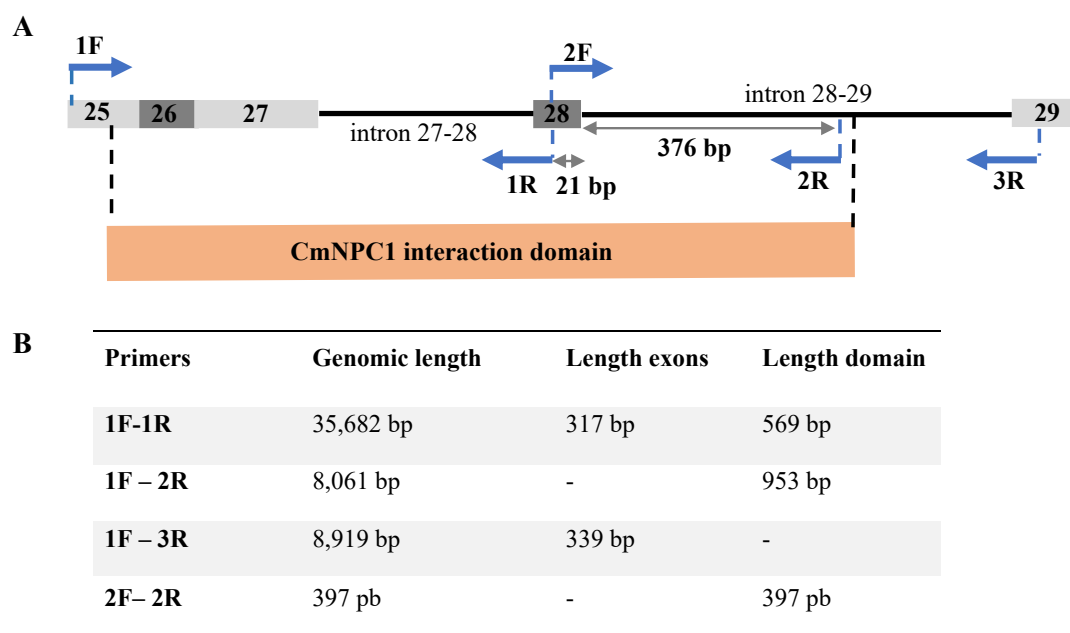 A
1F
2F
25 26 27
28
intron 28-29
29
intron 27-28
376 bp
1R
21 bp
2R
3R
CmNPC1 interaction domain
B
Primers Genomic length Length exons Length domain
1F-1R 35,682 bp 317 bp 569 bp
1F – 2R 8,061 bp - 953 bp
1F – 3R 8,919 bp 339 bp -
2F– 2R 397 pb - 397 pb